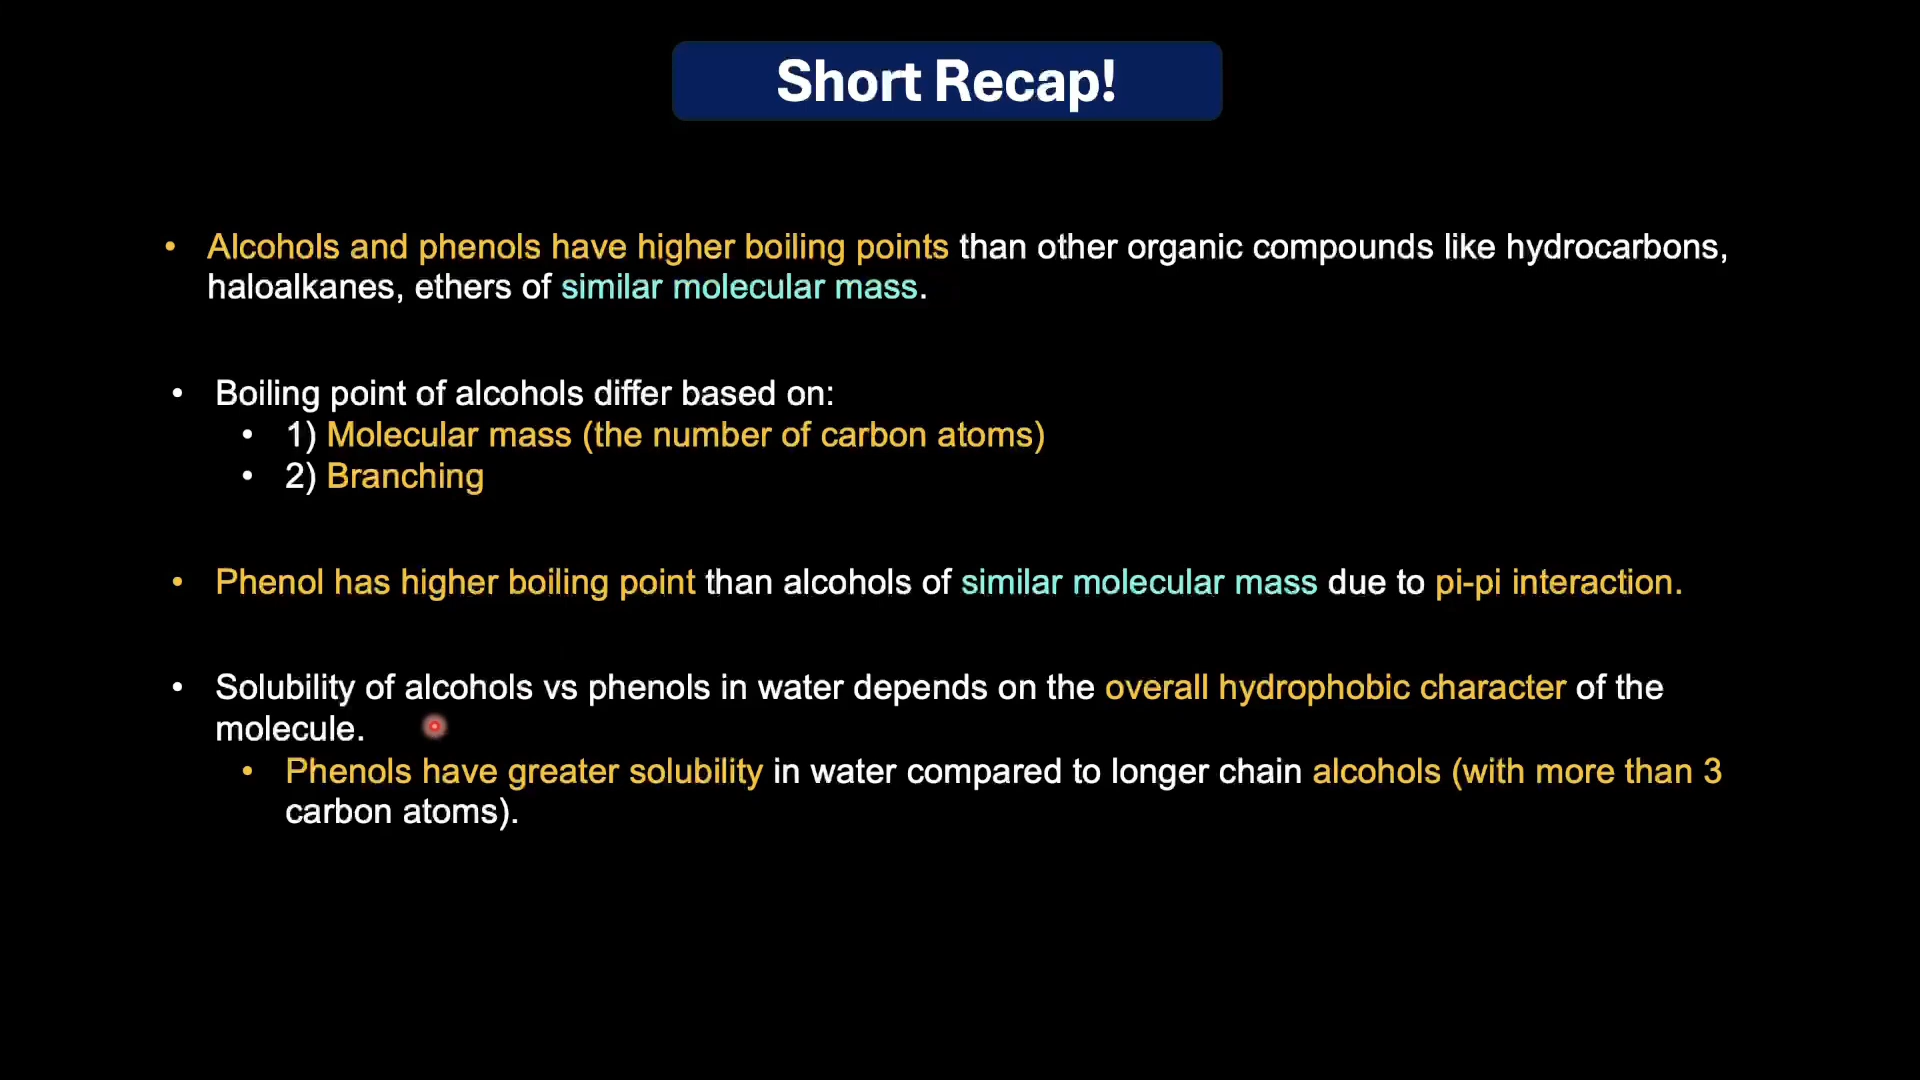 Short Recap!
• Alcohols and phenols have higher boiling points than other organic compounds like hydrocarbons,
haloalkanes, ethers of similar molecular mass.
• Boiling point of alcohols differ based on:
• 1) Molecular mass (the number of carbon atoms)
• 2) Branching
• Phenol has higher boiling point than alcohols of similar molecular mass due to pi-pi interaction.
• Solubility of alcohols vs phenols in water depends on the overall hydrophobic character of the
molecule.
• Phenols have greater solubility in water compared to longer chain alcohols (with more than 3
carbon atoms).